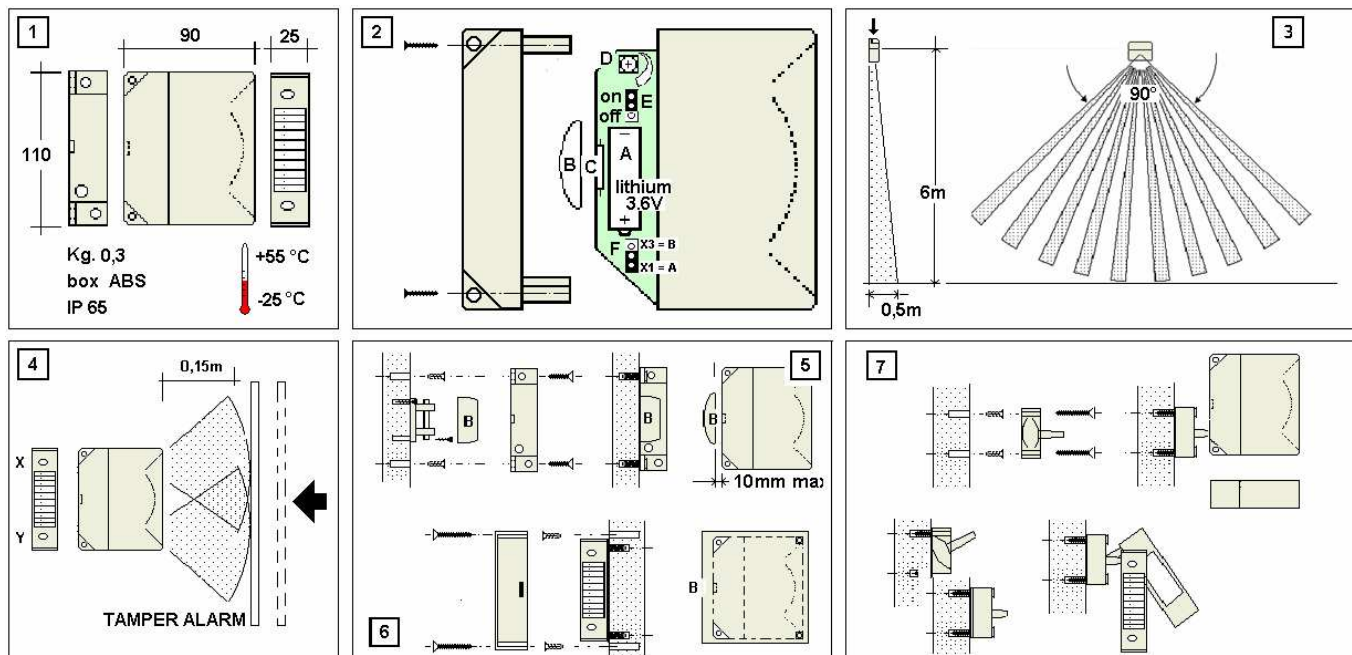 1
90
25
110
Kg. 0,3
box ABS
IP 65
+55 °C
-25 °C
2
D
on
E
off
B
C
A
lithium
3.6V
F
X3 = B
X1 = A
3
90°
6m
0,5m
4
0,15m
X
Y
TAMPER ALARM
5
B
B
B
10mm max
6
B
7